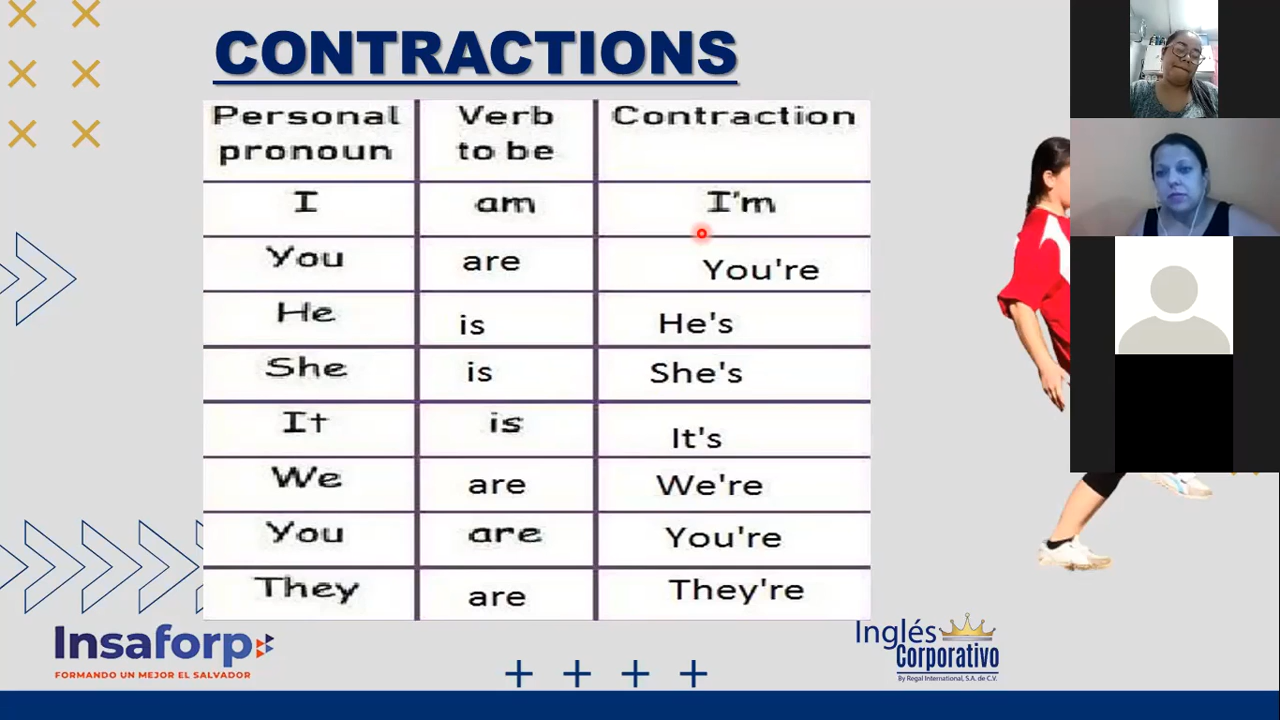 CONTRACTIONS
Personal pronoun Verb to be Contraction
I am I'm
You are You're
He is He's
She is She's
It is It's
We are We're
You are You're
They are They're
Insaforp
FORMANDO UN MEJOR EL SALVADOR
Inglés
Corporativo
By Regal International, S.A. de C.V.